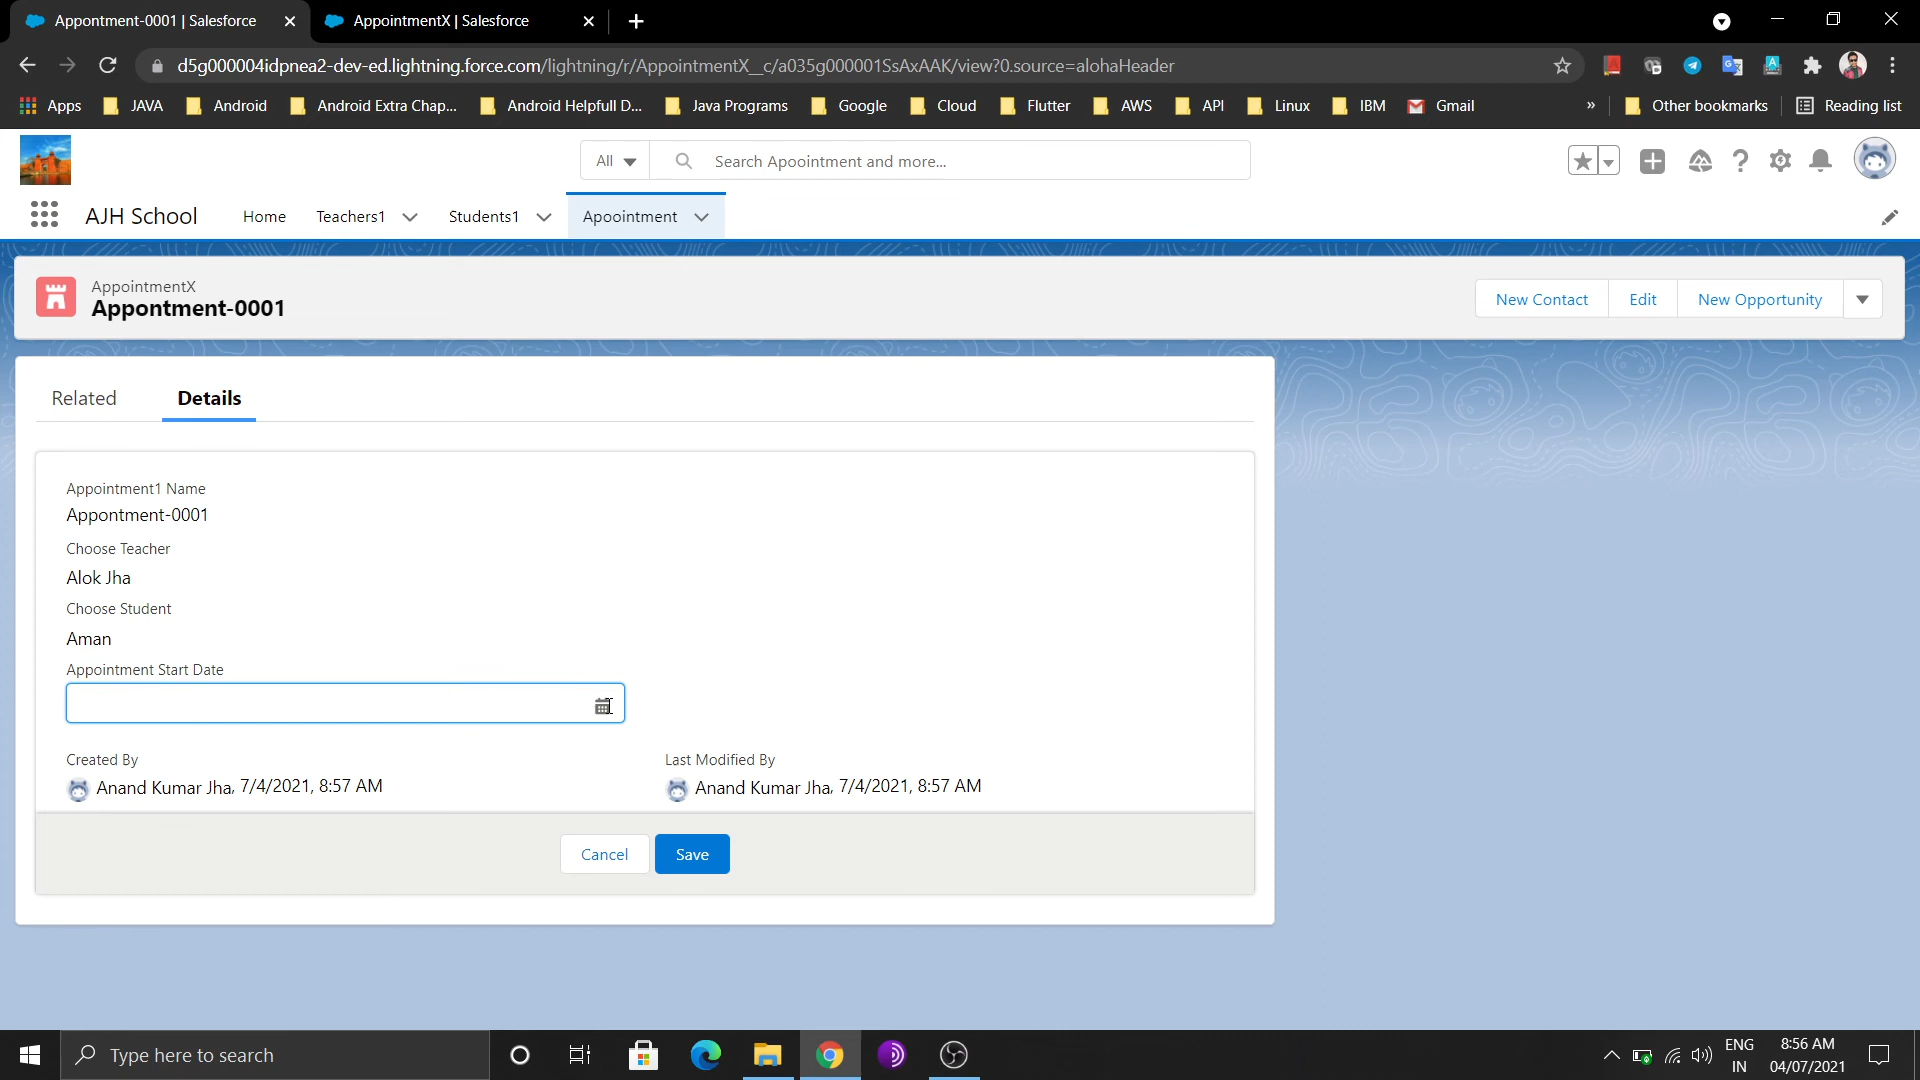 Appontment-0001 | Salesforce
AppointmentX | Salesforce
d5g000004idpnea2-dev-ed.lightning.force.com/lightning/r/AppointmentX__c/a035g000001SsAxAAK/view?0.source=alohaHeader
Apps JAVA Android Android Extra Chap... Android Helpfull D... Java Programs Google Cloud Flutter AWS API Linux IBM Gmail » Other bookmarks Reading list
All Search Apoointment and more...
AJH School Home Teachers1 Students1 Apoointment
AppointmentX
Appontment-0001
New Contact Edit New Opportunity
Related Details
Appointment1 Name
Appontment-0001
Choose Teacher
Alok Jha
Choose Student
Aman
Appointment Start Date
Created By Last Modified By
Anand Kumar Jha, 7/4/2021, 8:57 AM Anand Kumar Jha, 7/4/2021, 8:57 AM
Cancel Save
Type here to search
ENG
IN
8:56 AM
04/07/2021